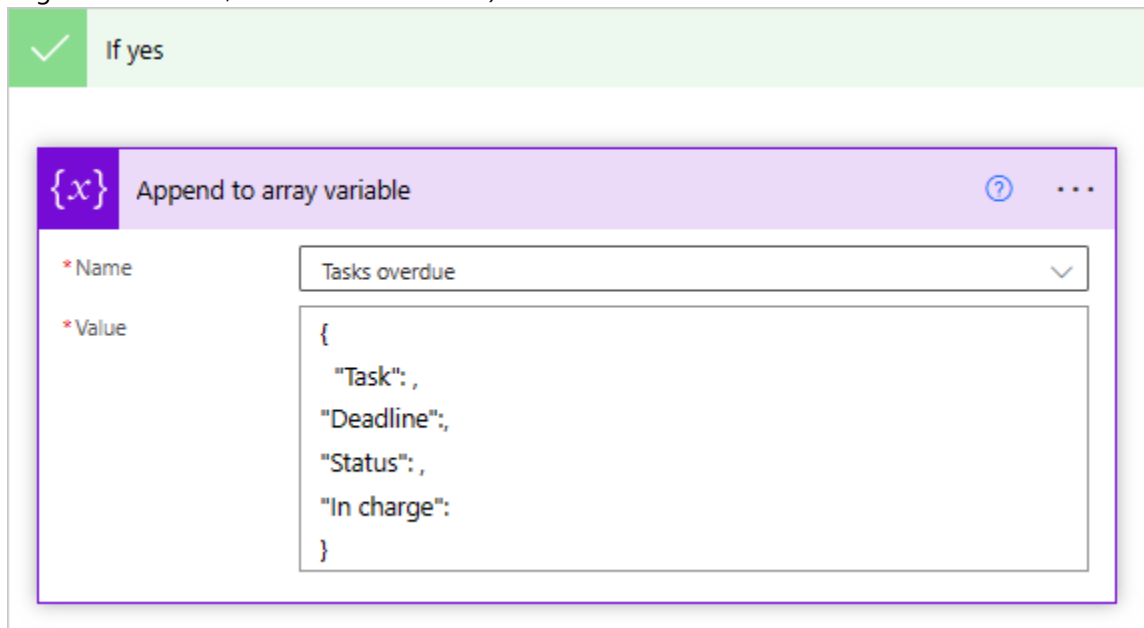 If yes
{x} Append to array variable
* Name
Tasks overdue
* Value
{
"Task": ,
"Deadline":,
"Status": ,
"In charge":
}